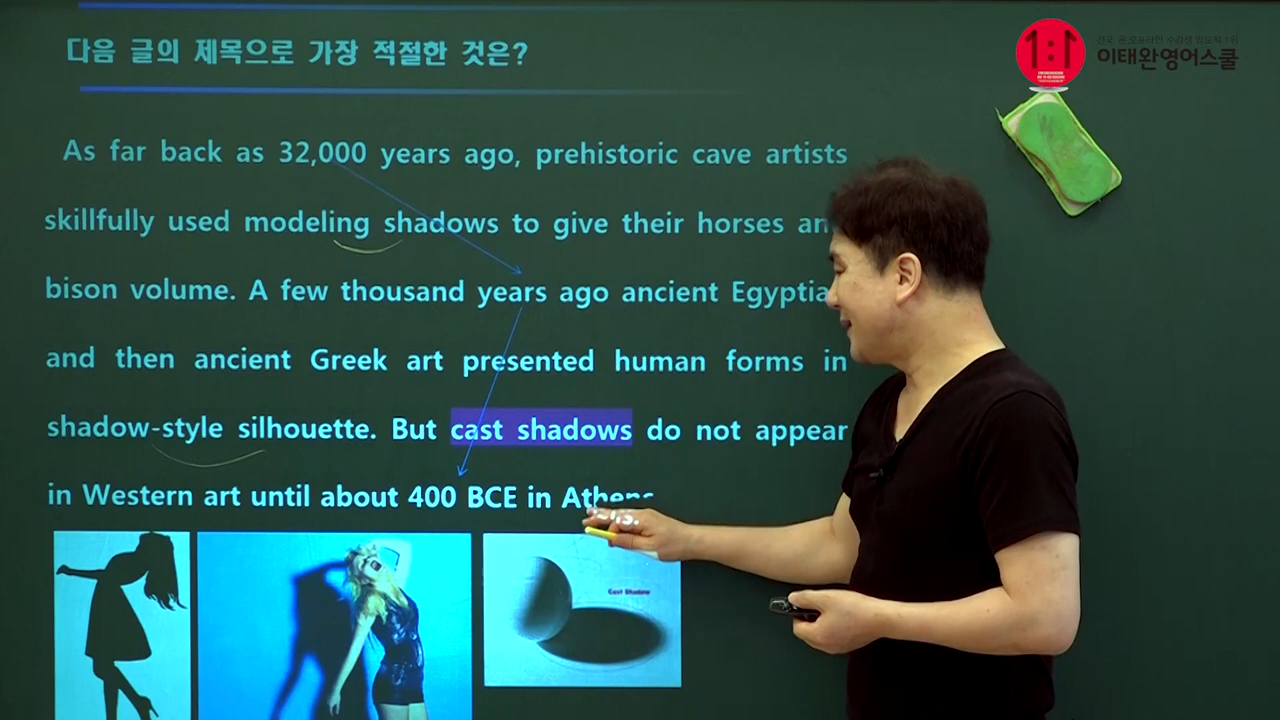 다음 글의 제목으로 가장 적절한 것은?
1:1
이태완영어스쿨
As far back as 32,000 years ago, prehistoric cave artists
skillfully used modeling shadows to give their horses an
bison volume. A few thousand years ago ancient Egyptia
and then ancient Greek art presented human forms in
shadow-style silhouette. But cast shadows do not appear
in Western art until about 400 BCE in Athens
Cast Shadow